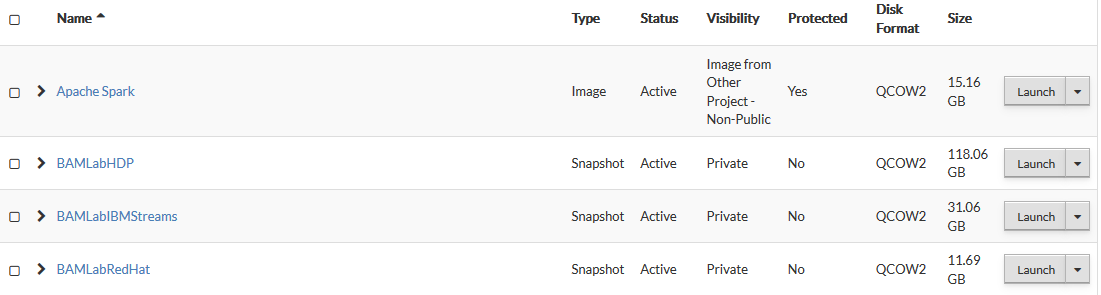 Name Type Status Visibility Protected Disk Format Size
Apache Spark Image Active Image from Other Project - Non-Public Yes QCOW2 15.16 GB Launch
BAMLabHDP Snapshot Active Private No QCOW2 118.06 GB Launch
BAMLabIBMStreams Snapshot Active Private No QCOW2 31.06 GB Launch
BAMLabRedHat Snapshot Active Private No QCOW2 11.69 GB Launch